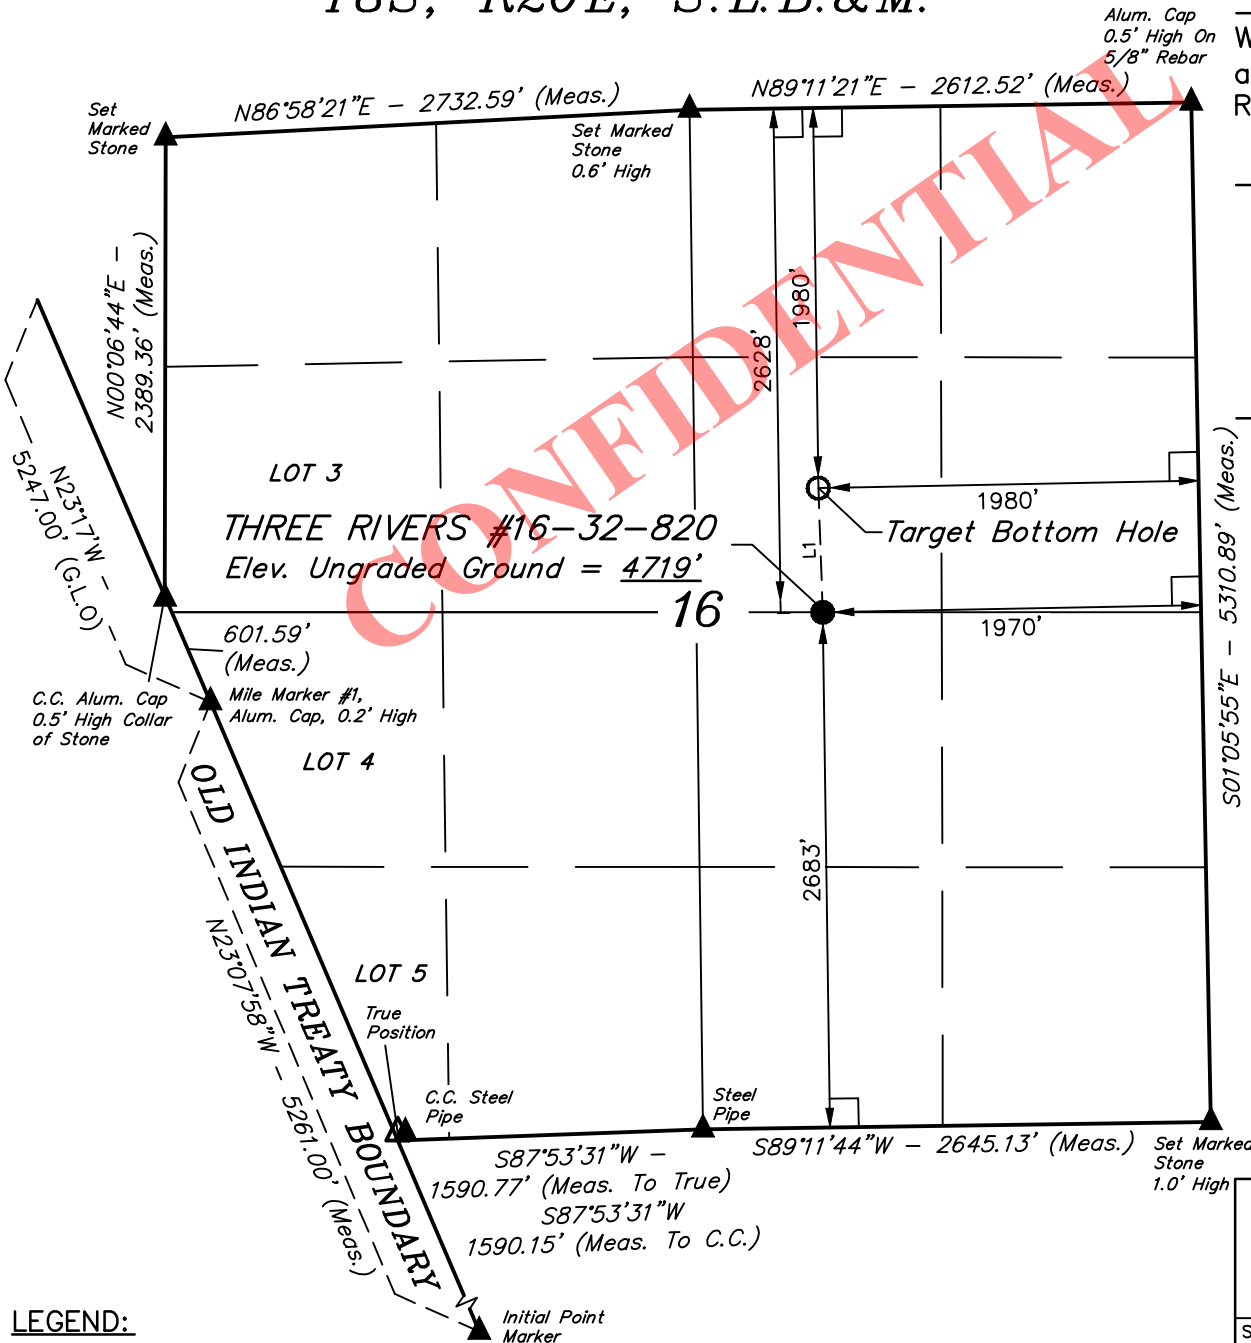 T8S, R20E, S.L.B.&M.
Alum. Cap
0.5' High On
5/8" Rebar
W
a
R
N86°58'21"E - 2732.59' (Meas.)
N89°11'21"E - 2612.52' (Meas.)
Set
Marked
Stone
Set Marked
Stone
0.6' High
N00°06'44"E -
2389.36' (Meas.)
1980'
2628'
CONFIDENTIAL
LOT 3
N23°17'W -
5247.00' (G.L.O)
THREE RIVERS #16-32-820
Elev. Ungraded Ground = 4719'
1980'
Target Bottom Hole
L1
16
1970'
S01°05'55"E - 5310.89' (Meas.)
601.59'
(Meas.)
C.C. Alum. Cap
0.5' High Collar
of Stone
Mile Marker #1,
Alum. Cap, 0.2' High
LOT 4
OLD INDIAN TREATY BOUNDARY
2683'
N23°07'58"W - 5261.00' (Meas.)
LOT 5
True
Position
C.C. Steel
Pipe
Steel
Pipe
S87°53'31"W -
1590.77' (Meas. To True)
S87°53'31"W
1590.15' (Meas. To C.C.)
S89°11'44"W - 2645.13' (Meas.)
Set Marked
Stone
1.0' High
LEGEND:
Initial Point
Marker
S